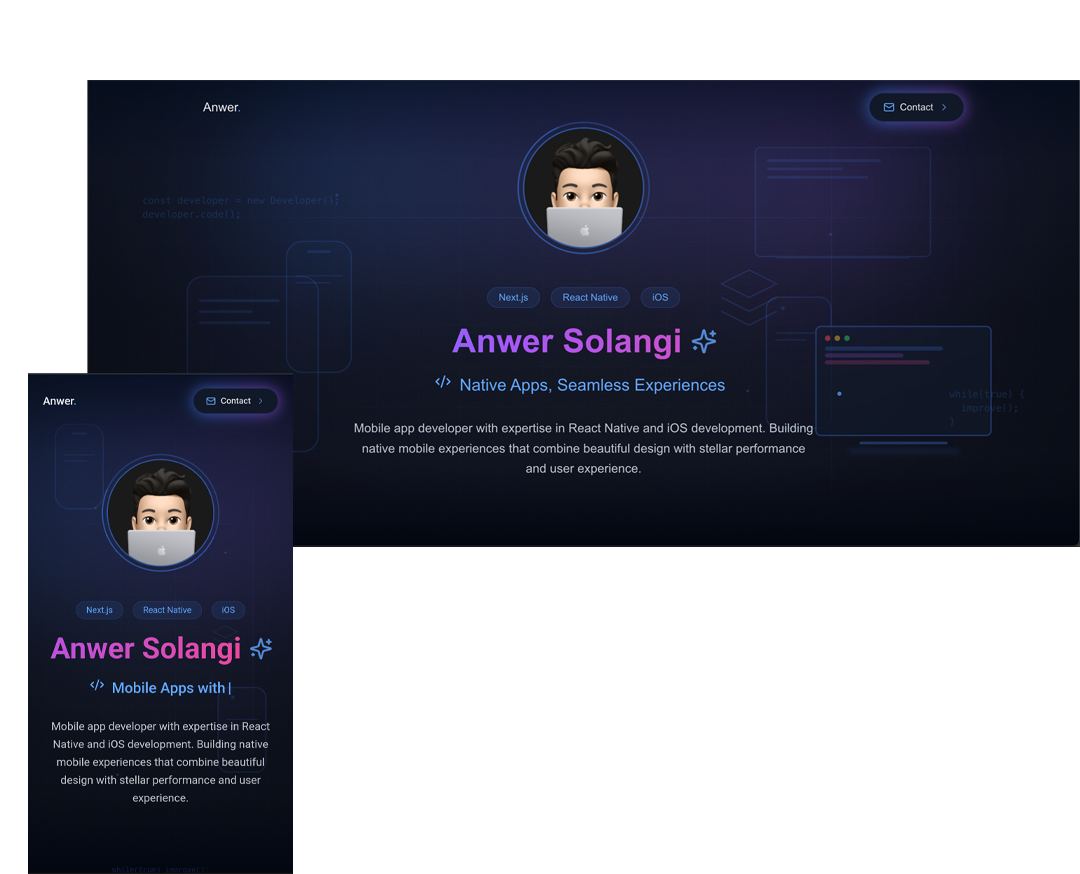 Anwer.
Contact
const developer = new Developer();
developer.code();
Next.js
React Native
iOS
Anwer Solangi
</> Native Apps, Seamless Experiences
while(true) {
improve();
}
Mobile app developer with expertise in React Native and iOS development. Building
native mobile experiences that combine beautiful design with stellar performance
and user experience.
Anwer.
Contact
Next.js
React Native
iOS
Anwer Solangi
</> Mobile Apps with|
Mobile app developer with expertise in React
Native and iOS development. Building native
mobile experiences that combine beautiful
design with stellar performance and user
experience.
while(true) improve();